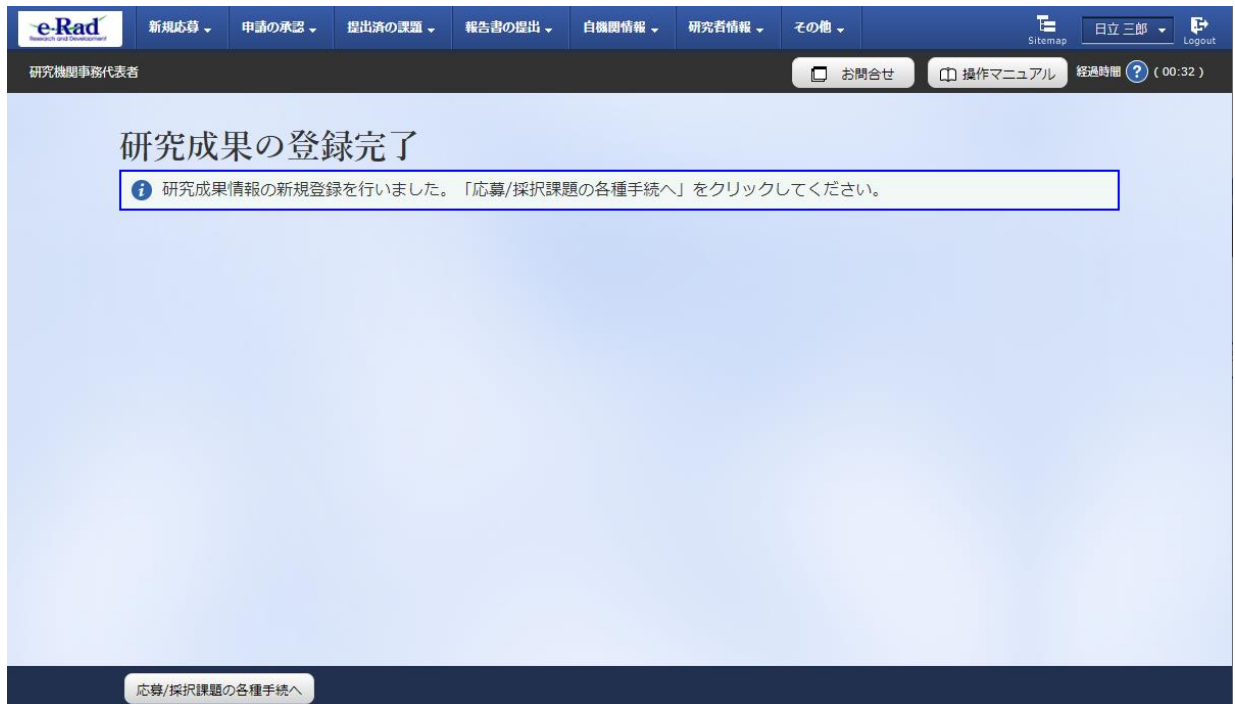 e-Rad
Research and Development
新規応募
申請の承認
提出済の課題
報告書の提出
自機関情報
研究者情報
その他
Sitemap
日立 三郎
Logout
研究機関事務代表者
お問合せ
操作マニュアル
経過時間 ? ( 00:32 )
研究成果の登録完了
研究成果情報の新規登録を行いました。「応募/採択課題の各種手続へ」をクリックしてください。
応募/採択課題の各種手続へ